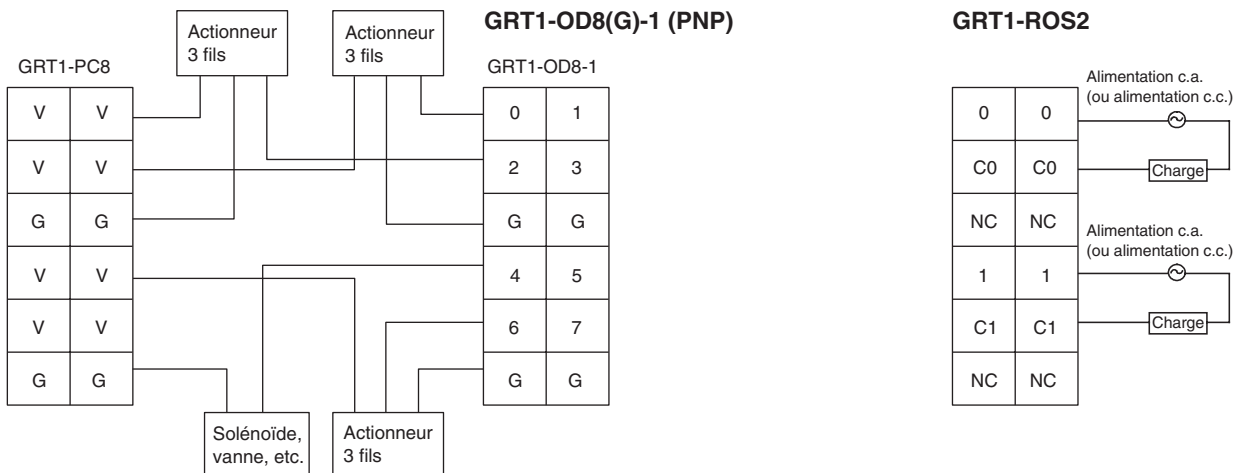 GRT1-OD8(G)-1 (PNP)
GRT1-ROS2
Actionneur
3 fils
Actionneur
3 fils
GRT1-PC8
GRT1-OD8-1
V V
V V
G G
V V
V V
G G
0 1
2 3
G G
4 5
6 7
G G
Solénoïde,
vanne, etc.
Actionneur
3 fils
0 0
C0 C0
NC NC
1 1
C1 C1
NC NC
Alimentation c.a.
(ou alimentation c.c.)
Charge
Alimentation c.a.
(ou alimentation c.c.)
Charge